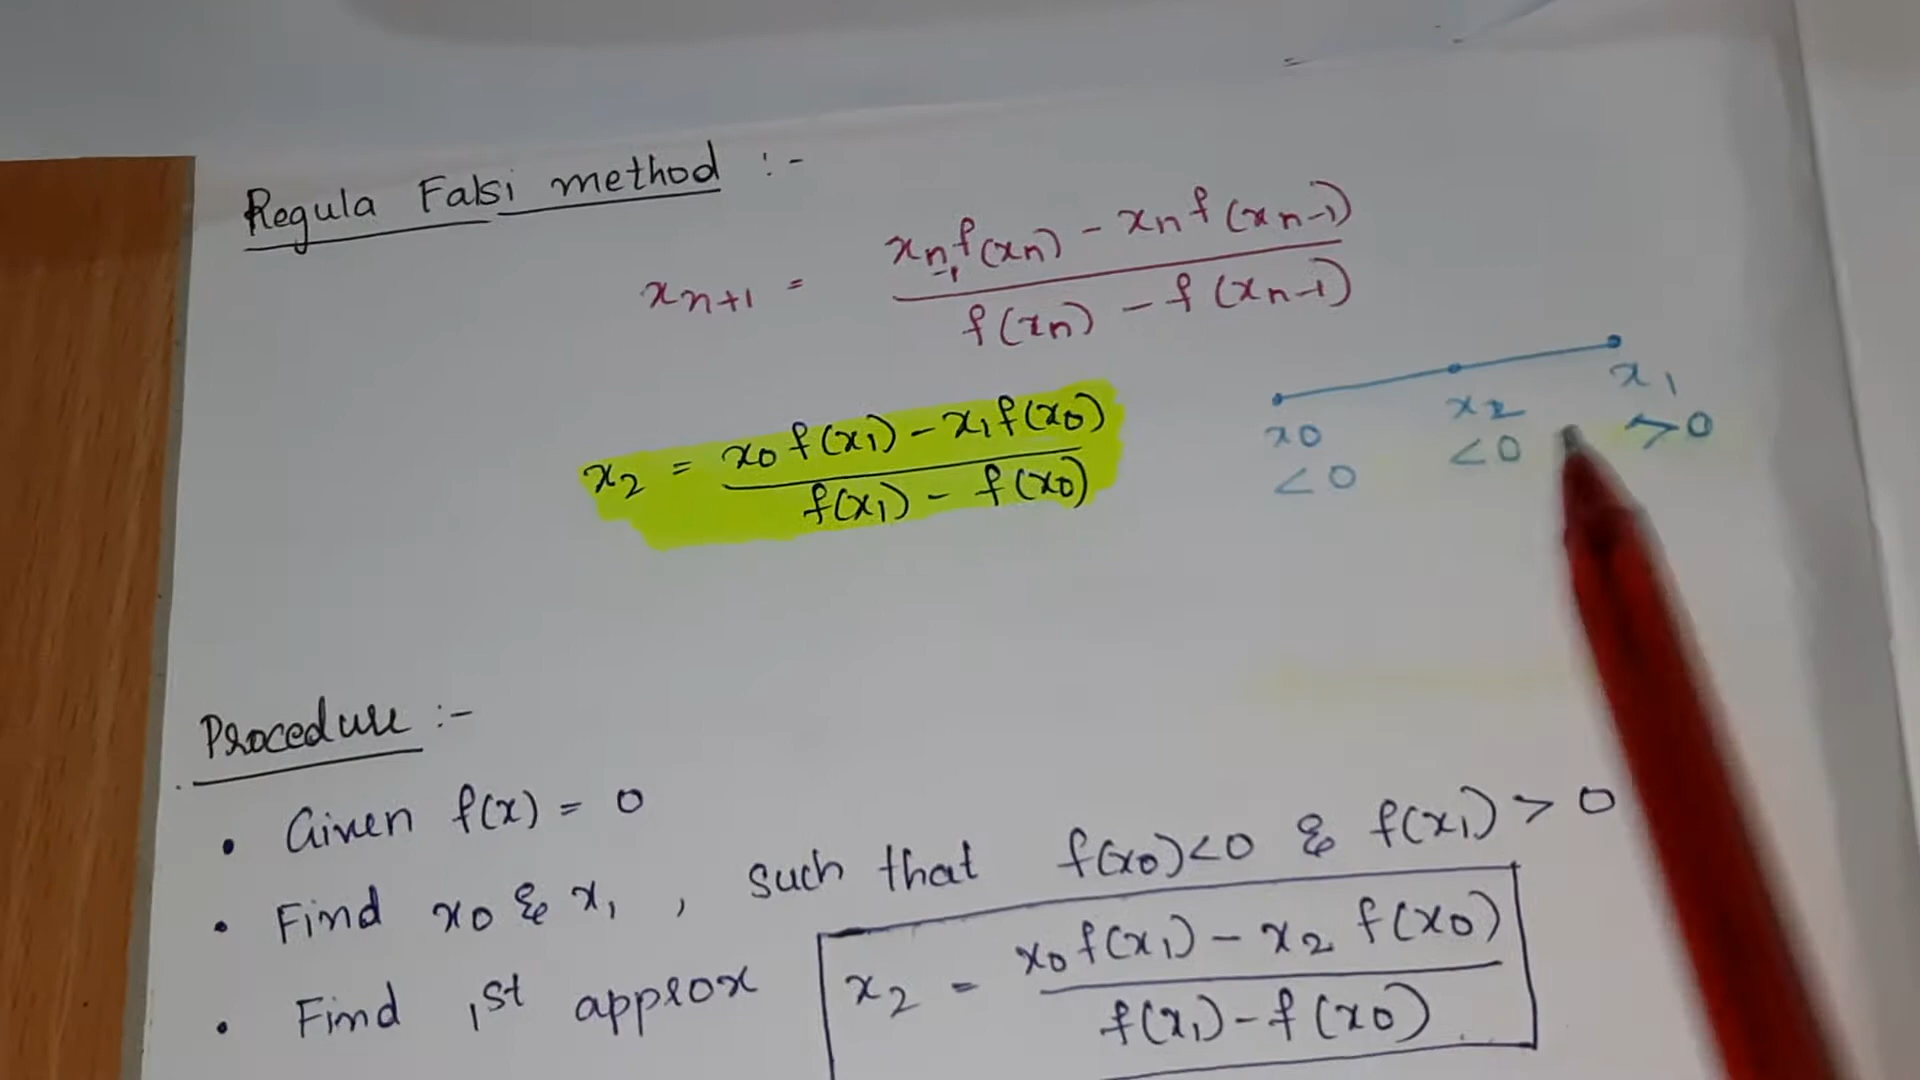 Regula Falsi method :-
xn+1 = xn-1 f(xn) - xn f(xn-1) / f(xn) - f(xn-1)
x2 = x0 f(x1) - x1 f(x0) / f(x1) - f(x0)
x0 x2 x1
<0 <0 >0
Procedure :-
• Given f(x) = 0
• Find x0 & x1, such that f(x0)<0 & f(x1) > 0
• Find 1st approx x2 = x0 f(x1) - x2 f(x0) / f(x1) - f(x0)